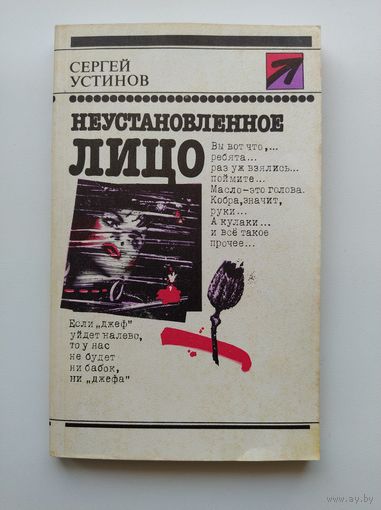 СЕРГЕЙ
УСТИНОВ
НЕУСТАНОВЛЕННОЕ
ЛИЦО
Вы вот что,...
ребята...
раз уж взялись...
поймите...
Масло-это голова.
Кобра, значит,
руки...
А кулаки...
и всё такое
прочее...
Если „джеф"
уйдет налево,
то у нас
не будет
ни бабок,
ни „джефа"
www.ay.by